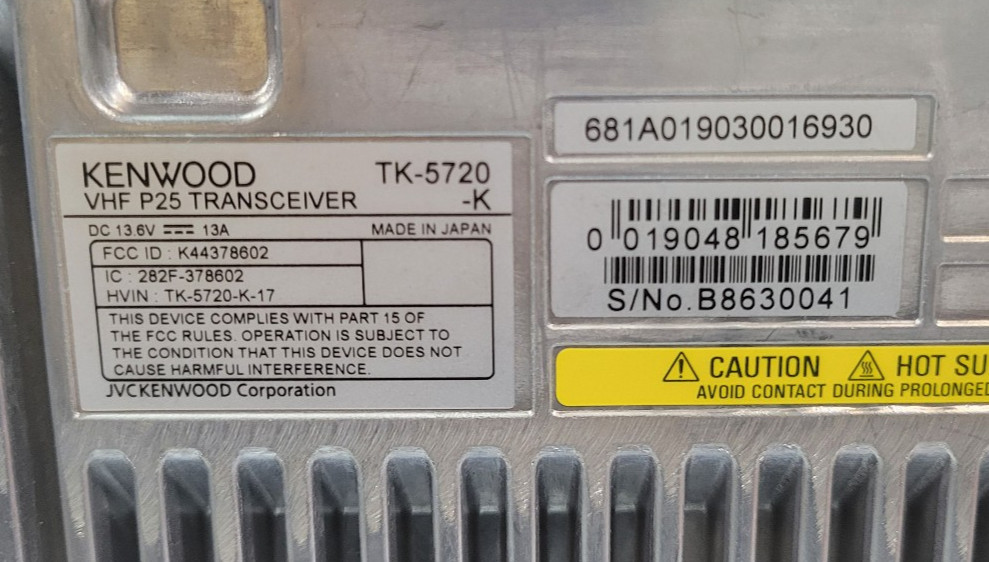 KENWOOD TK-5720
VHF P25 TRANSCEIVER -K
DC 13.6V 13A MADE IN JAPAN
FCC ID : K44378602
IC : 282F-378602
HVIN : TK-5720-K-17
THIS DEVICE COMPLIES WITH PART 15 OF
THE FCC RULES. OPERATION IS SUBJECT TO
THE CONDITION THAT THIS DEVICE DOES NOT
CAUSE HARMFUL INTERFERENCE.
JVCKENWOOD Corporation
681A019030016930
0 019048 185679
S/No.B8630041
CAUTION HOT SU
AVOID CONTACT DURING PROLONGED